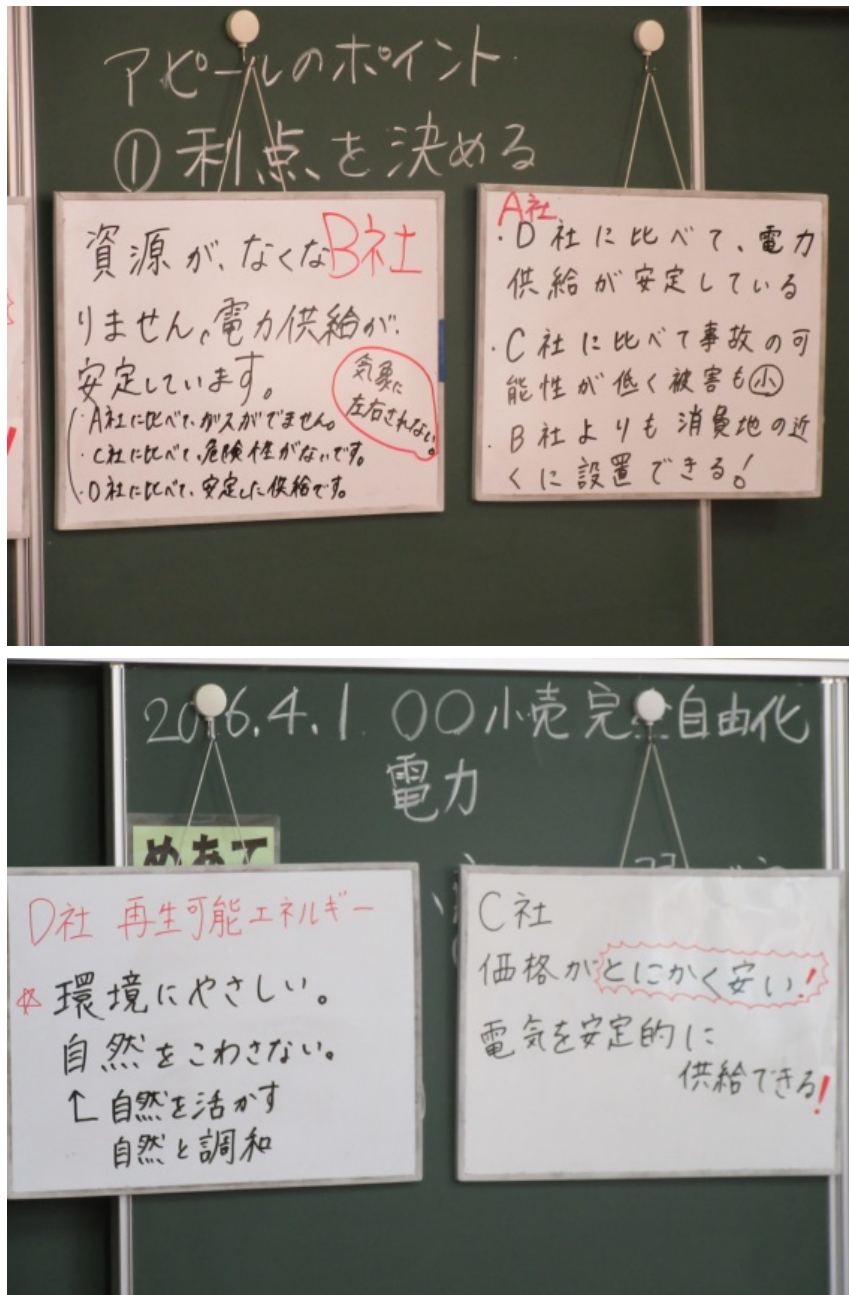 アピールのポイント
①利点を決める
B社
資源が、なくな
りません。電力供給が、
安定しています。
気象に
左右されない。
・A社に比べて、ガスがでません。
・C社に比べて、危険性がないです。
・D社に比べて、安定した供給です。
A社
・D社に比べて、電力
供給が安定している
・C社に比べて事故の可
能性が低く被害も小
・B社よりも消費地の近
くに設置できる!
2016.4.1.〇〇小売完全自由化
電力
めあて
D社 再生可能エネルギー
☆環境にやさしい。
自然をこわさない。
↑自然を活かす
自然と調和
C社
価格がとにかく安い!
電気を安定的に
供給できる!